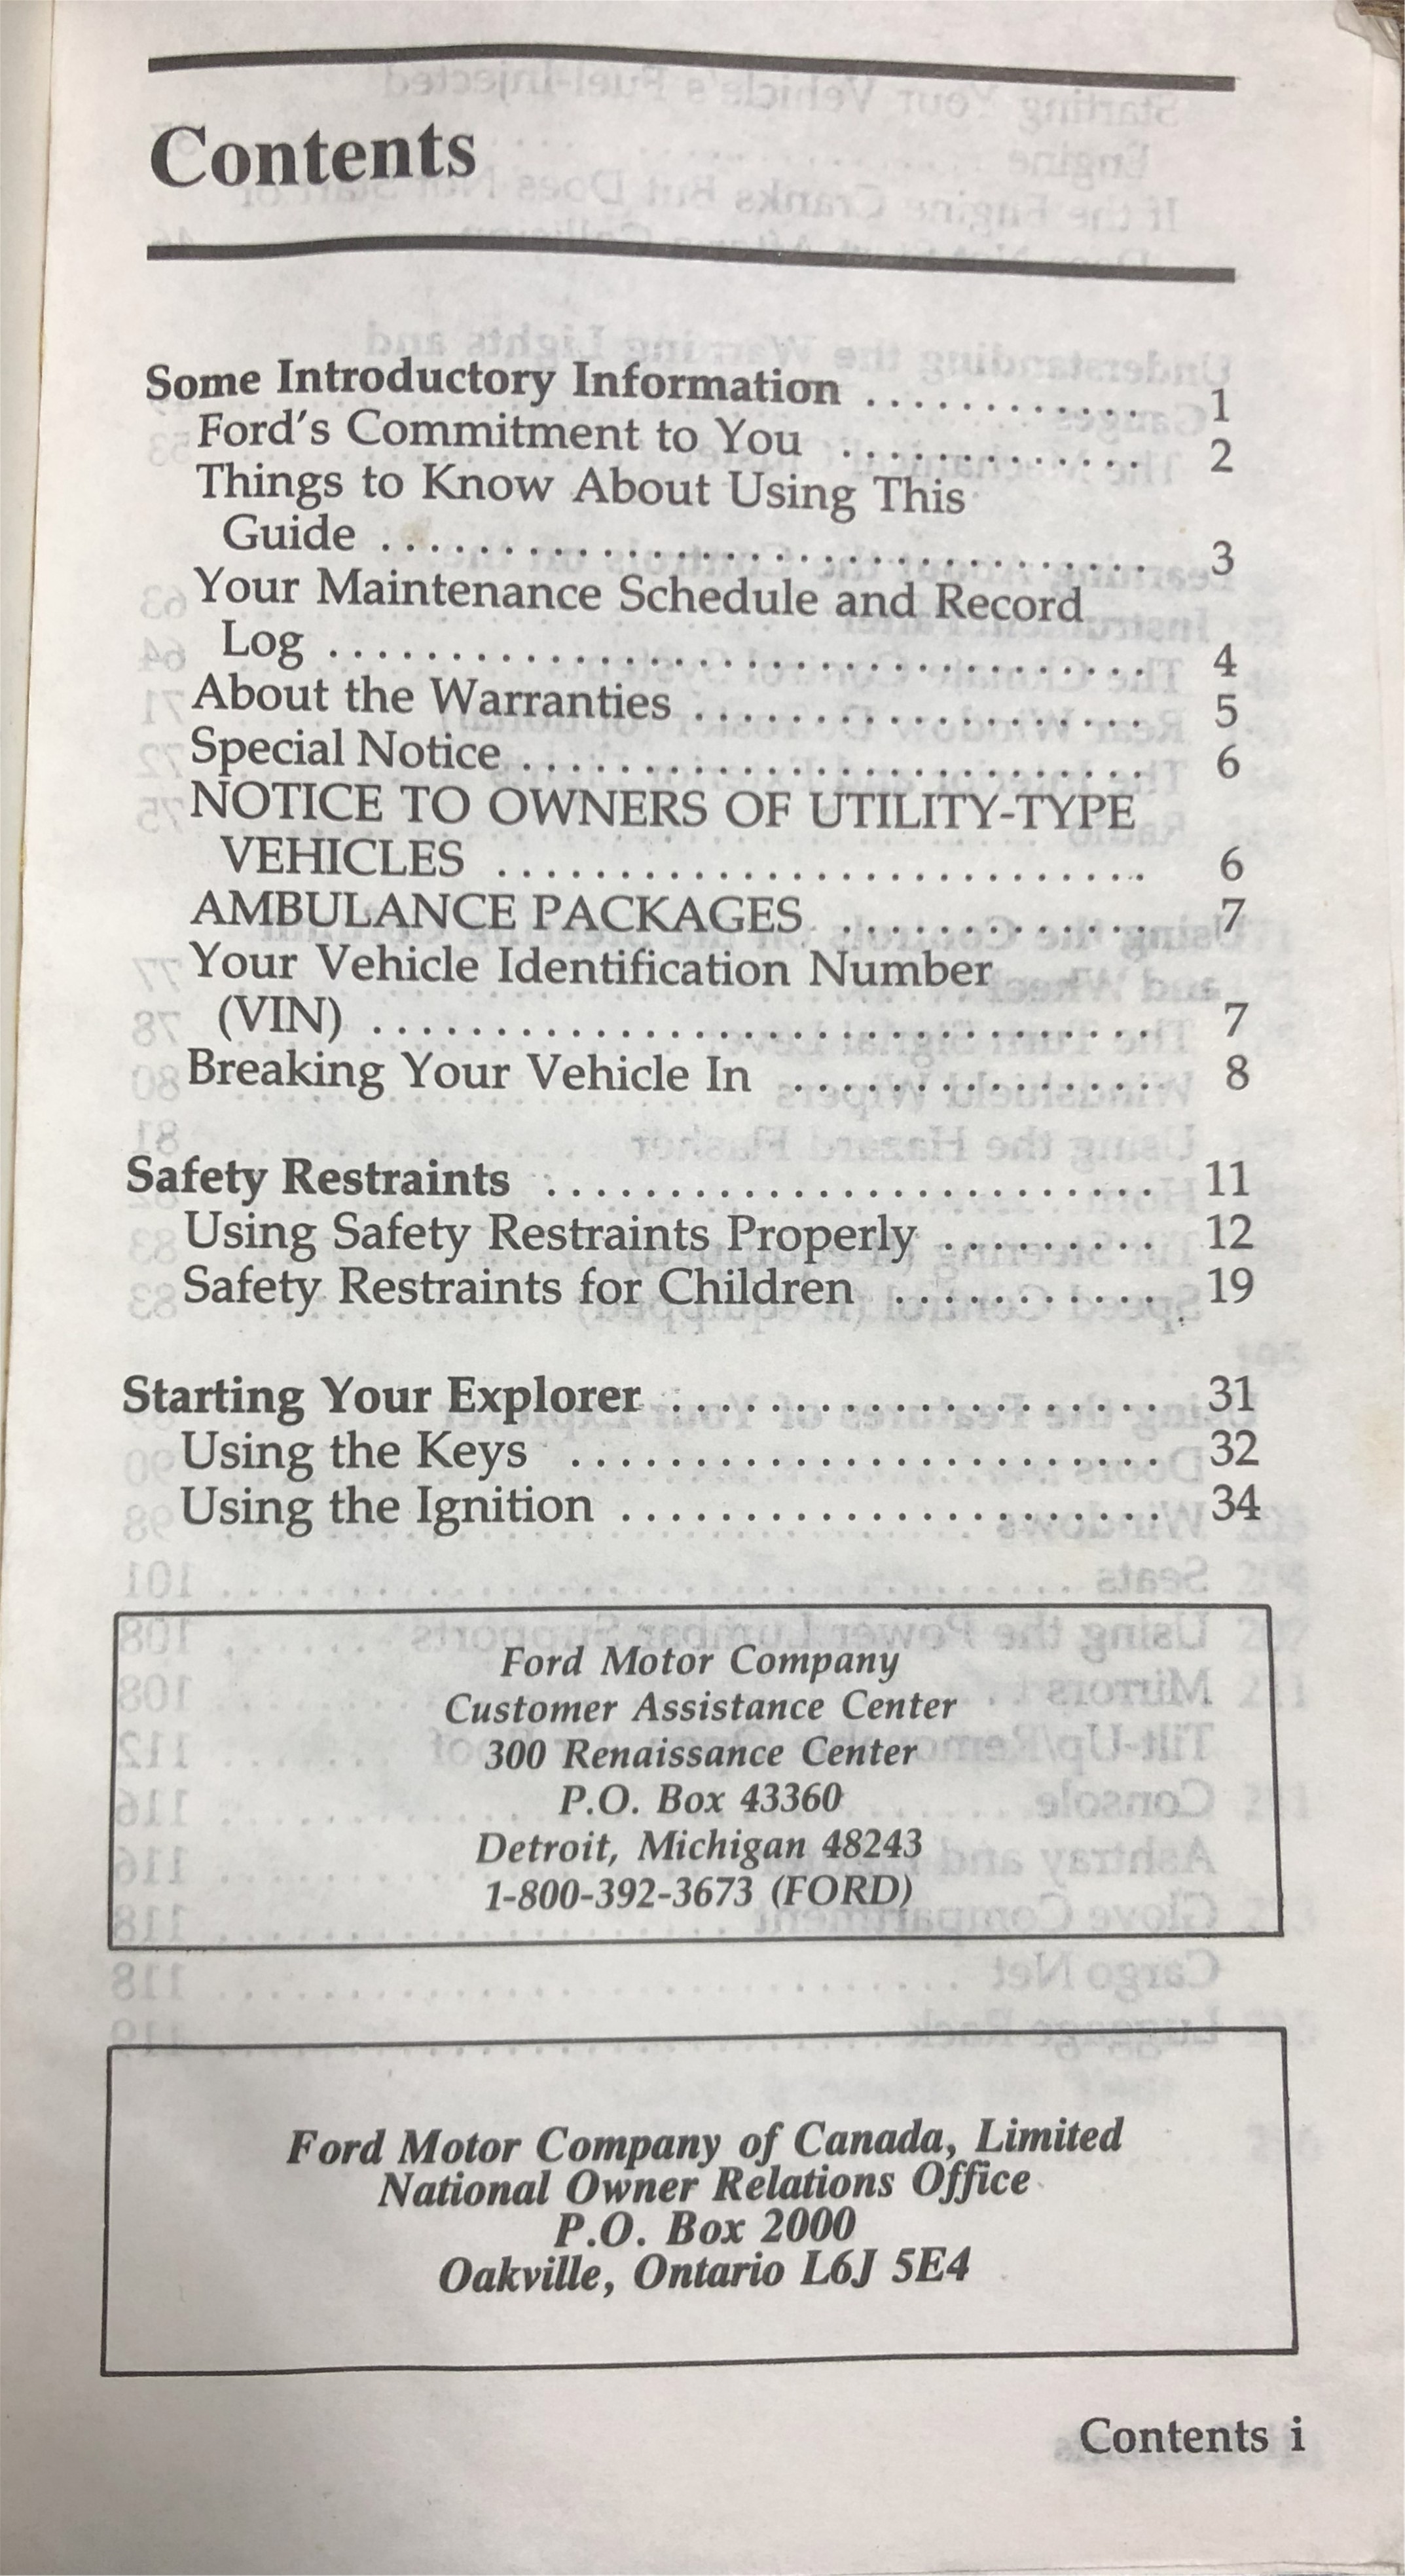 Contents
Some Introductory Information ............ 1
Ford's Commitment to You ............. 2
Things to Know About Using This
Guide ................................ 3
Your Maintenance Schedule and Record
Log .................................. 4
About the Warranties ................... 5
Special Notice .......................... 6
NOTICE TO OWNERS OF UTILITY-TYPE
VEHICLES ........................... 6
AMBULANCE PACKAGES ............. 7
Your Vehicle Identification Number
(VIN) ................................ 7
Breaking Your Vehicle In ................ 8
Safety Restraints .......................... 11
Using Safety Restraints Properly ......... 12
Safety Restraints for Children ........... 19
Starting Your Explorer ..................... 31
Using the Keys ......................... 32
Using the Ignition ....................... 34
Ford Motor Company
Customer Assistance Center
300 Renaissance Center
P.O. Box 43360
Detroit, Michigan 48243
1-800-392-3673 (FORD)
Ford Motor Company of Canada, Limited
National Owner Relations Office
P.O. Box 2000
Oakville, Ontario L6J 5E4
Contents i